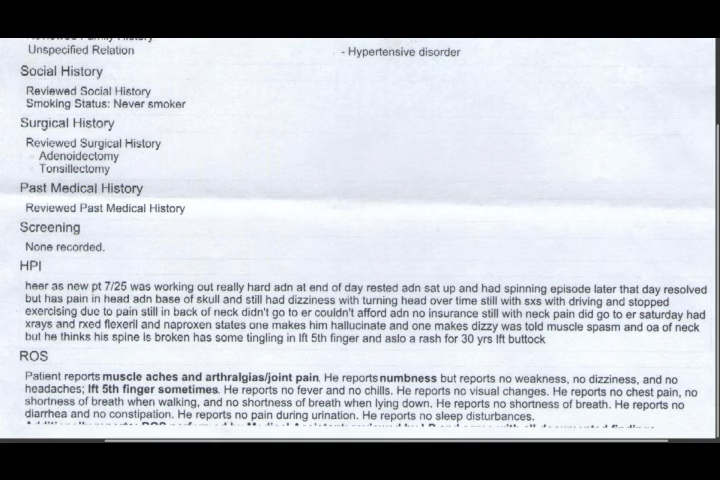 Reviewed Family History
Unspecified Relation - Hypertensive disorder
Social History
Reviewed Social History
Smoking Status: Never smoker
Surgical History
Reviewed Surgical History
Adenoidectomy
Tonsillectomy
Past Medical History
Reviewed Past Medical History
Screening
None recorded.
HPI
heer as new pt 7/25 was working out really hard adn at end of day rested adn sat up and had spinning episode later that day resolved
but has pain in head adn base of skull and still had dizziness with turning head over time still with sxs with driving and stopped
exercising due to pain still in back of neck didn't go to er couldn't afford adn no insurance still with neck pain did go to er saturday had
xrays and rxed flexeril and naproxen states one makes him hallucinate and one makes dizzy was told muscle spasm and oa of neck
but he thinks his spine is broken has some tingling in lft 5th finger and aslo a rash for 30 yrs lft buttock
ROS
Patient reports muscle aches and arthralgias/joint pain. He reports numbness but reports no weakness, no dizziness, and no
headaches; lft 5th finger sometimes. He reports no fever and no chills. He reports no visual changes. He reports no chest pain, no
shortness of breath when walking, and no shortness of breath when lying down. He reports no shortness of breath. He reports no
diarrhea and no constipation. He reports no pain during urination. He reports no sleep disturbances.